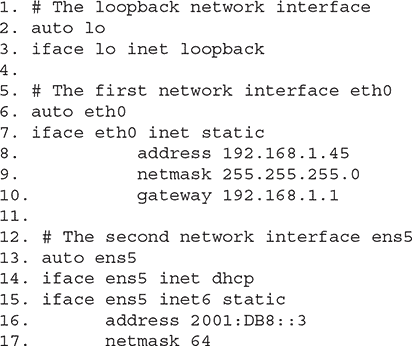 1. # The loopback network interface
2. auto lo
3. iface lo inet loopback
4.
5. # The first network interface eth0
6. auto eth0
7. iface eth0 inet static
8.         address 192.168.1.45
9.         netmask 255.255.255.0
10.         gateway 192.168.1.1
11.
12. # The second network interface ens5
13. auto ens5
14. iface ens5 inet dhcp
15. iface ens5 inet6 static
16.      address 2001:DB8::3
17.      netmask 64